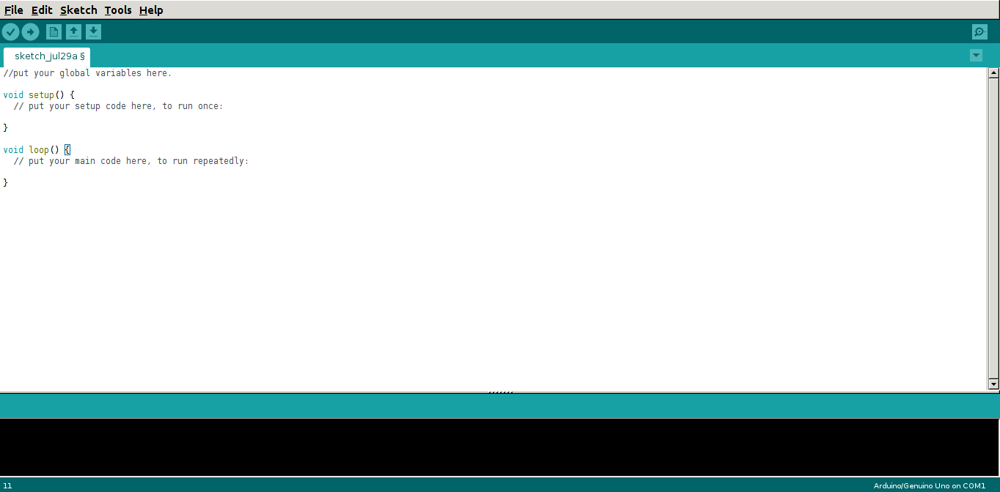 File Edit Sketch Tools Help
sketch_jul29a §
//put your global variables here.
void setup() {
// put your setup code here, to run once:
}
void loop() {
// put your main code here, to run repeatedly:
}
11
Arduino/Genuino Uno on COM1